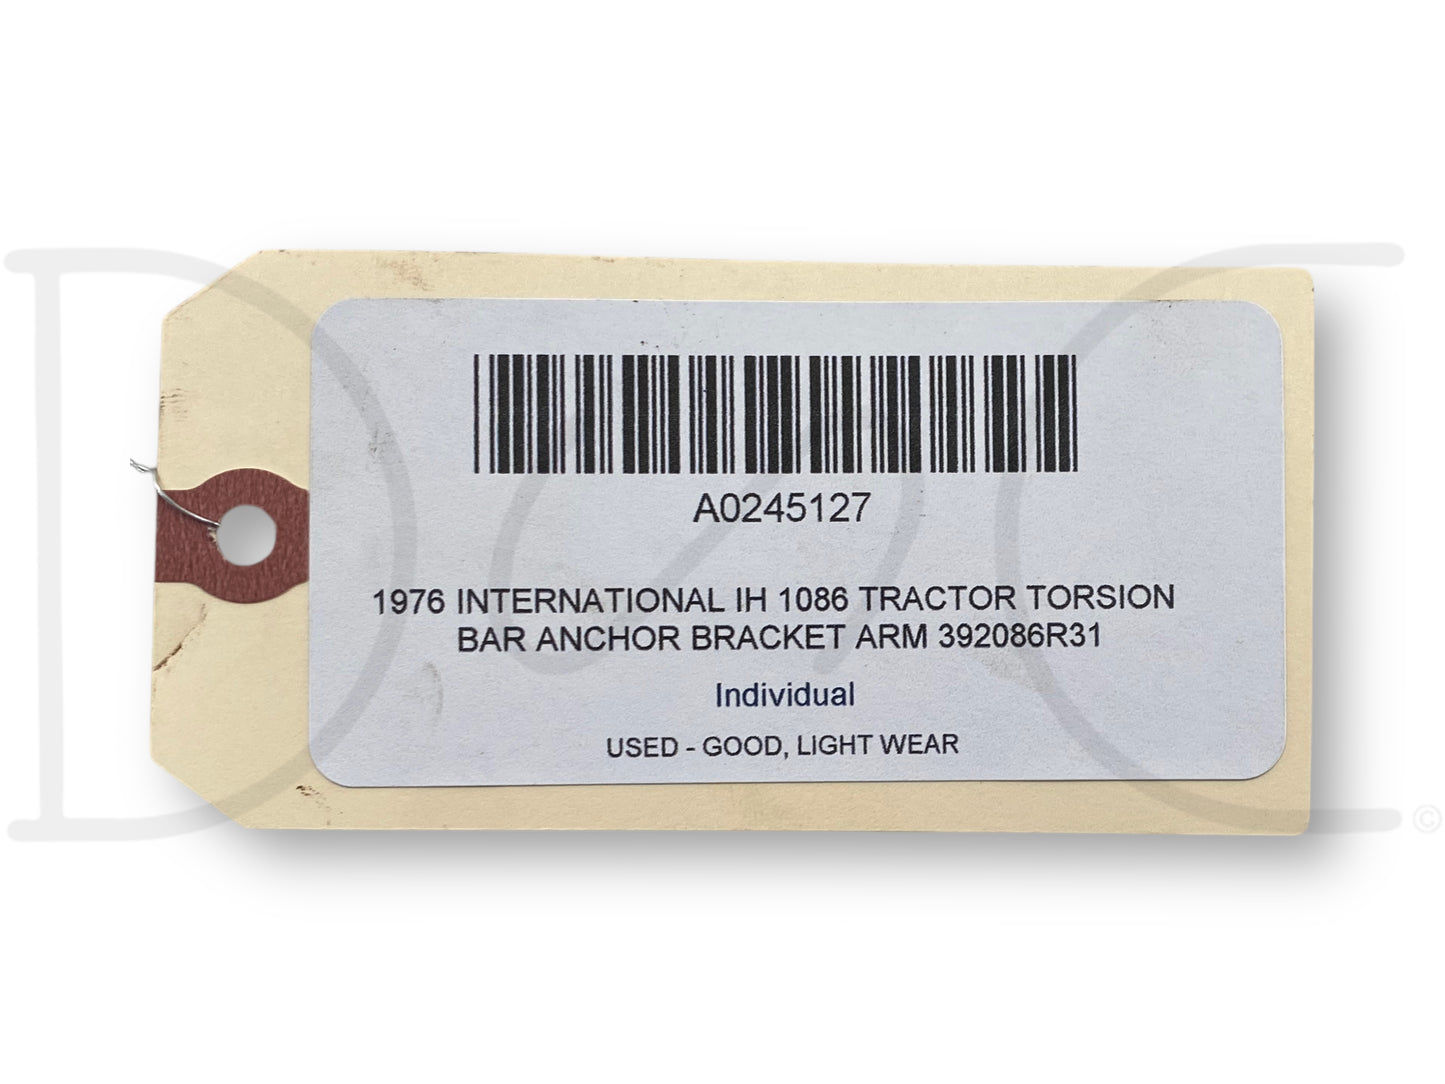 A0245127
1976 INTERNATIONAL IH 1086 TRACTOR TORSION
BAR ANCHOR BRACKET ARM 392086R31
Individual
USED - GOOD, LIGHT WEAR
©